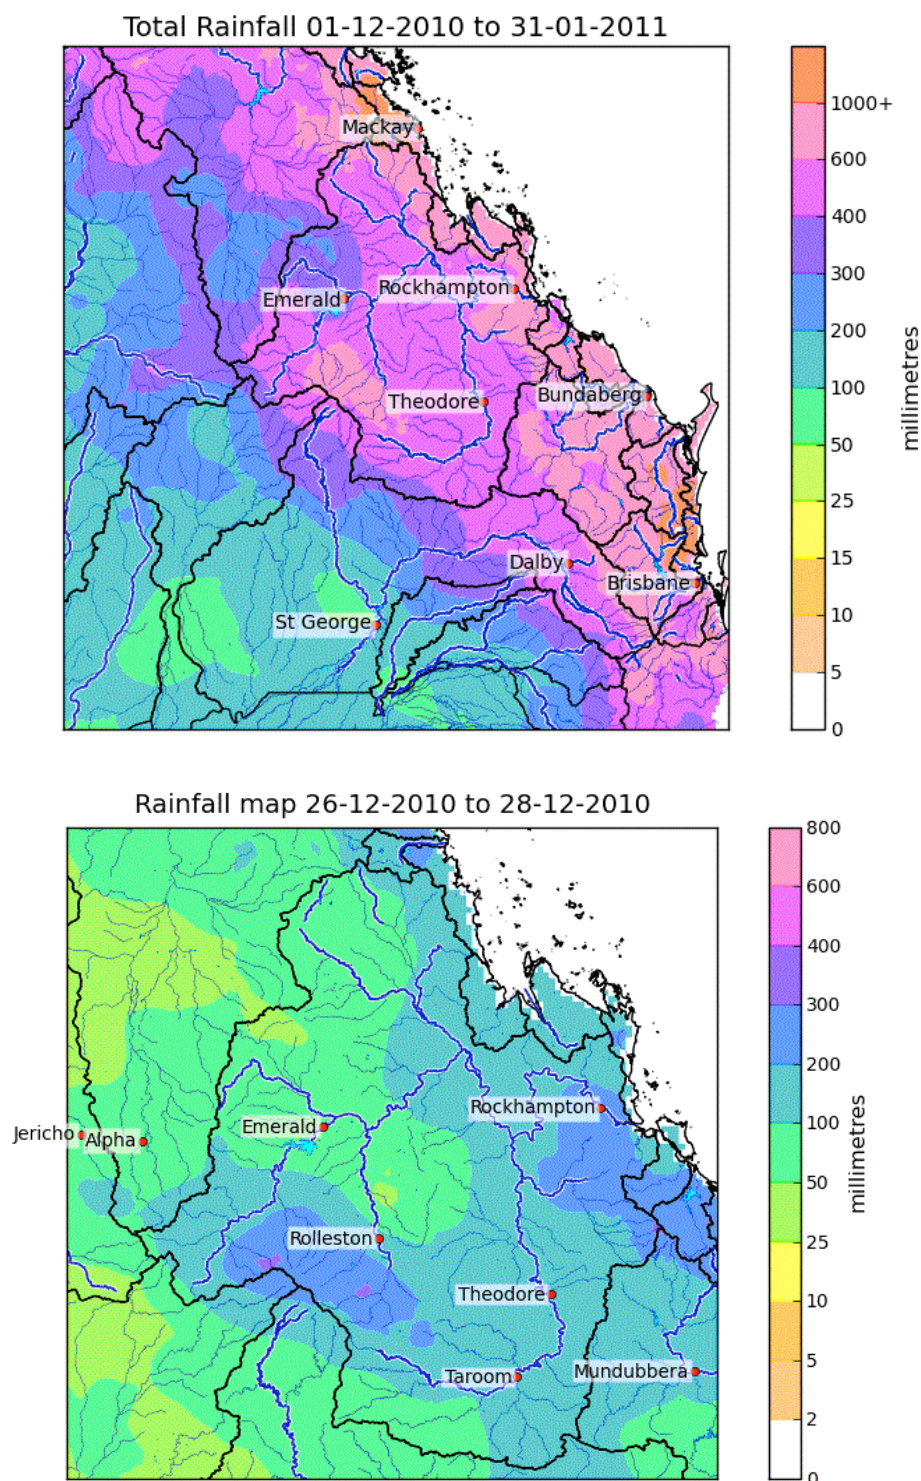 Total Rainfall 01-12-2010 to 31-01-2011
Mackay
Emerald
Rockhampton
Theodore
Bundaberg
Dalby
Brisbane
St George
1000+
600
400
300
200
100
50
25
15
10
5
0
millimetres
Rainfall map 26-12-2010 to 28-12-2010
Rockhampton
Jericho
Alpha
Emerald
Rolleston
Theodore
Taroom
Mundubbera
800
600
400
300
200
100
50
25
10
5
2
0
millimetres